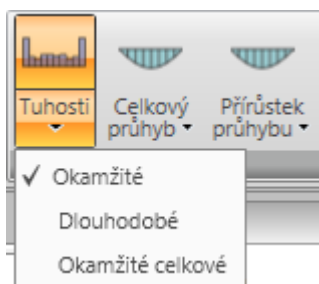 Tuhosti
Celkový
průhyb
Přírůstek
průhybu
✓ Okamžité
Dlouhodobé
Okamžité celkové